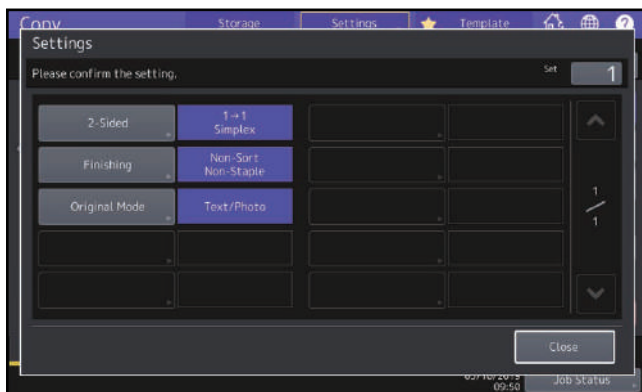 Copy
Storage
Settings
Template
?
Settings
Please confirm the setting.
Set
1
2-Sided
1→1
Simplex
Finishing
Non-Sort
Non-Staple
Original Mode
Text/Photo
1
1
Close
09:50
Job Status